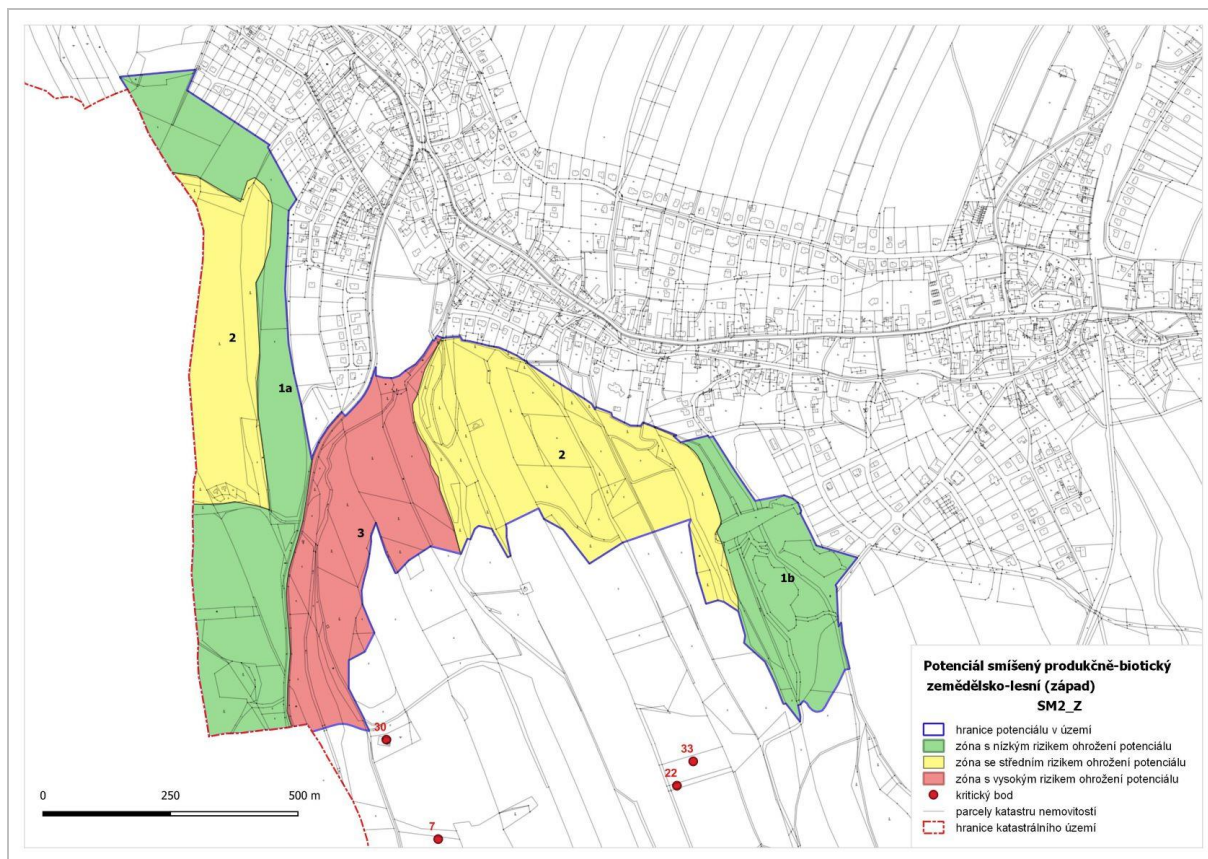 2
1a
3
2
1b
30
33
22
7
0 250 500 m
Potenciál smíšený produkčně-biotický
zemědělsko-lesní (západ)
SM2_Z
hranice potenciálu v území
zóna s nízkým rizikem ohrožení potenciálu
zóna se středním rizikem ohrožení potenciálu
zóna s vysokým rizikem ohrožení potenciálu
kritický bod
parcely katastru nemovitostí
hranice katastrálního území